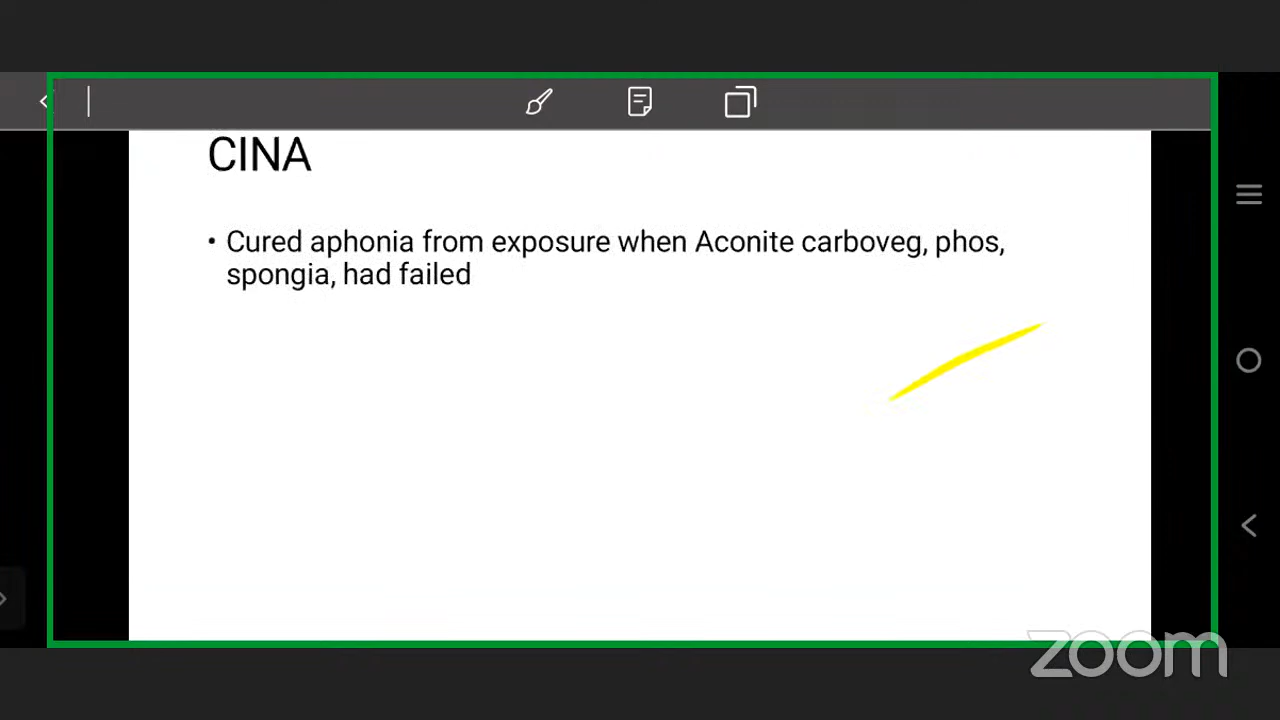 CINA
• Cured aphonia from exposure when Aconite carboveg, phos,
spongia, had failed
zoom